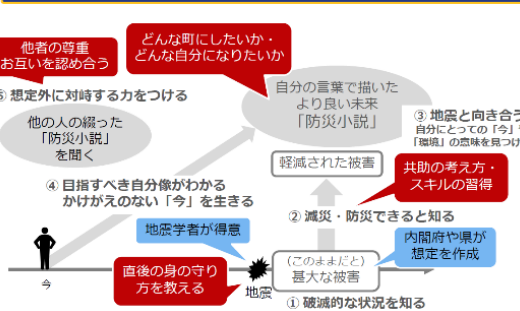 他者の尊重
お互いを認め合う
どんな町にしたいか・
どんな自分になりたいか
⑤ 想定外に対峙する力をつける
他の人の綴った
「防災小説」
を聞く
自分の言葉で描いた
より良い未来
「防災小説」
③ 地震と向き合う
自分にとっての「今」
「環境」の意味を見つけ
軽減された被害
④ 目指すべき自分像がわかる
かけがえのない「今」を生きる
共助の考え方・
スキルの習得
② 減災・防災できると知る
地震学者が得意
内閣府や県が
想定を作成
直後の身の守り
方を教える
(このままだと)
甚大な被害
今
地震
① 破滅的な状況を知る